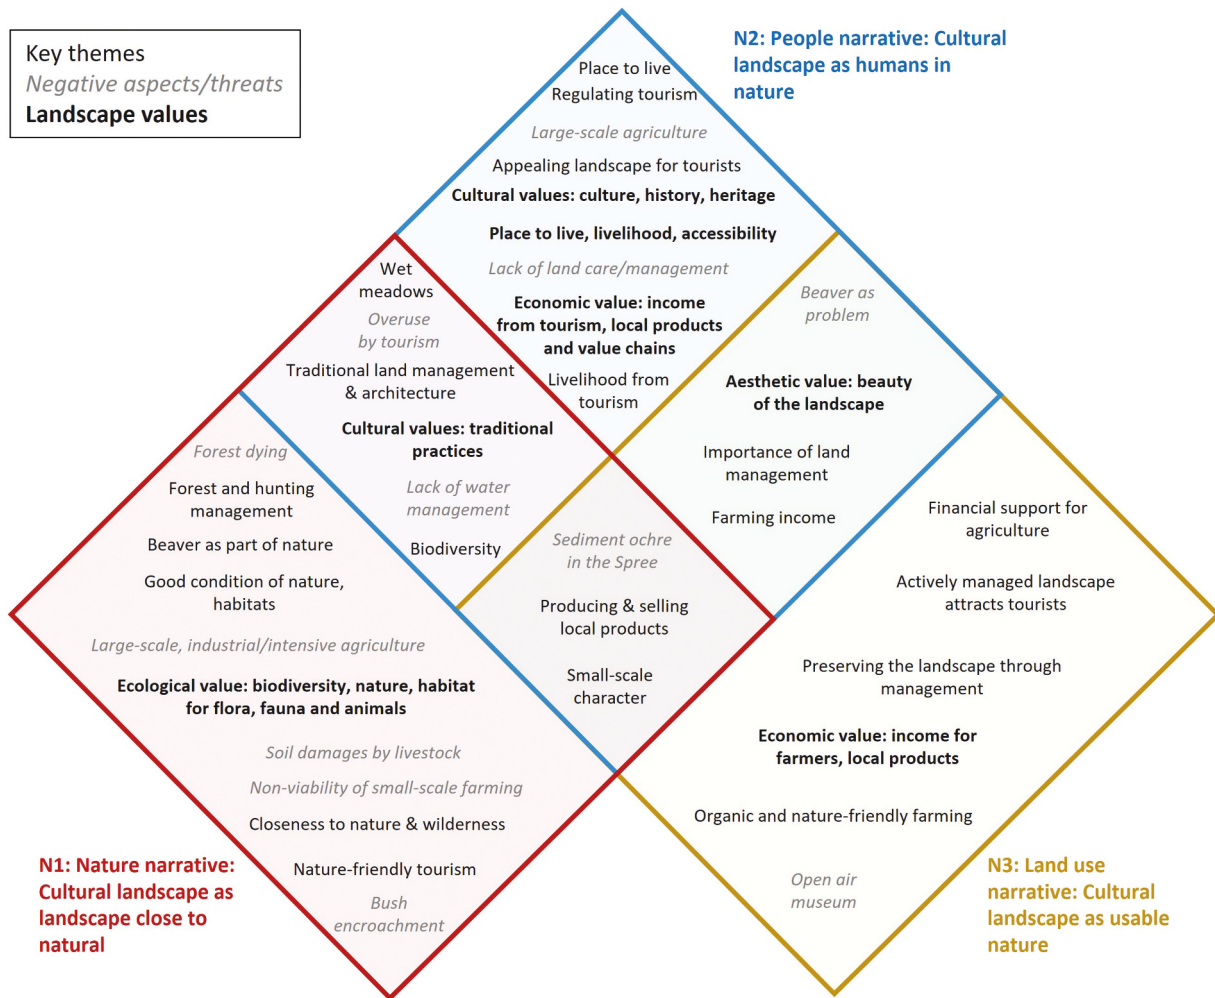 Key themes
Negative aspects/threats
Landscape values
N2: People narrative: Cultural
landscape as humans in
nature
Place to live
Regulating tourism
Large-scale agriculture
Appealing landscape for tourists
Cultural values: culture, history, heritage
Place to live, livelihood, accessibility
Lack of land care/management
Economic value: income
from tourism, local products
and value chains
Livelihood from
tourism
Wet
meadows
Overuse
by tourism
Traditional land management
& architecture
Cultural values: traditional
practices
Lack of water
management
Biodiversity
Beaver as
problem
Aesthetic value: beauty
of the landscape
Importance of land
management
Farming income
Sediment ochre
in the Spree
Producing & selling
local products
Small-scale
character
Forest dying
Forest and hunting
management
Beaver as part of nature
Good condition of nature,
habitats
Large-scale, industrial/intensive agriculture
Ecological value: biodiversity, nature, habitat
for flora, fauna and animals
Soil damages by livestock
Non-viability of small-scale farming
Closeness to nature & wilderness
Nature-friendly tourism
Bush
encroachment
N1: Nature narrative:
Cultural landscape as
landscape close to
natural
Financial support for
agriculture
Actively managed landscape
attracts tourists
Preserving the landscape through
management
Economic value: income for
farmers, local products
Organic and nature-friendly farming
Open air
museum
N3: Land use
narrative: Cultural
landscape as usable
nature